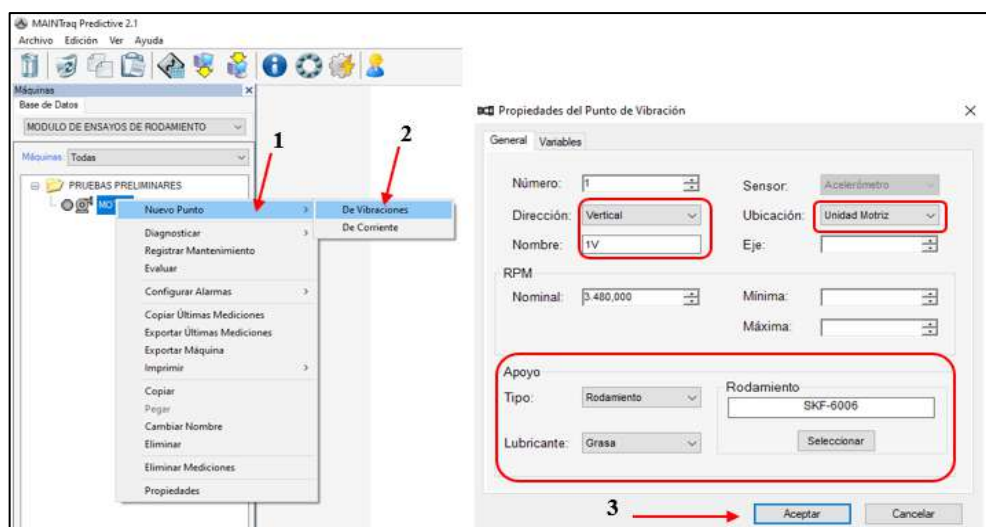 MAINTraq Predictive 2.1
Archivo Edición Ver Ayuda
Máquinas
Base de Datos
MODULO DE ENSAYOS DE RODAMIENTO
Máquinas: Todas
PRUEBAS PRELIMINARES
1
2
Nuevo Punto
De Vibraciones
De Corriente
Diagnosticar
Registrar Mantenimiento
Evaluar
Configurar Alarmas
Copiar Últimas Mediciones
Exportar Últimas Mediciones
Exportar Máquina
Imprimir
Copiar
Pegar
Cambiar Nombre
Eliminar
Eliminar Mediciones
Propiedades
Propiedades del Punto de Vibración
General Variables
Número: 1 Sensor: Acelerómetro
Dirección: Vertical Ubicación: Unidad Motriz
Nombre: 1V Eje:
RPM
Nominal: 3.480,000 Mínima:
Máxima:
Apoyo
Tipo: Rodamiento Rodamiento
SKF-6006
Lubricante: Grasa Seleccionar
3 Aceptar Cancelar